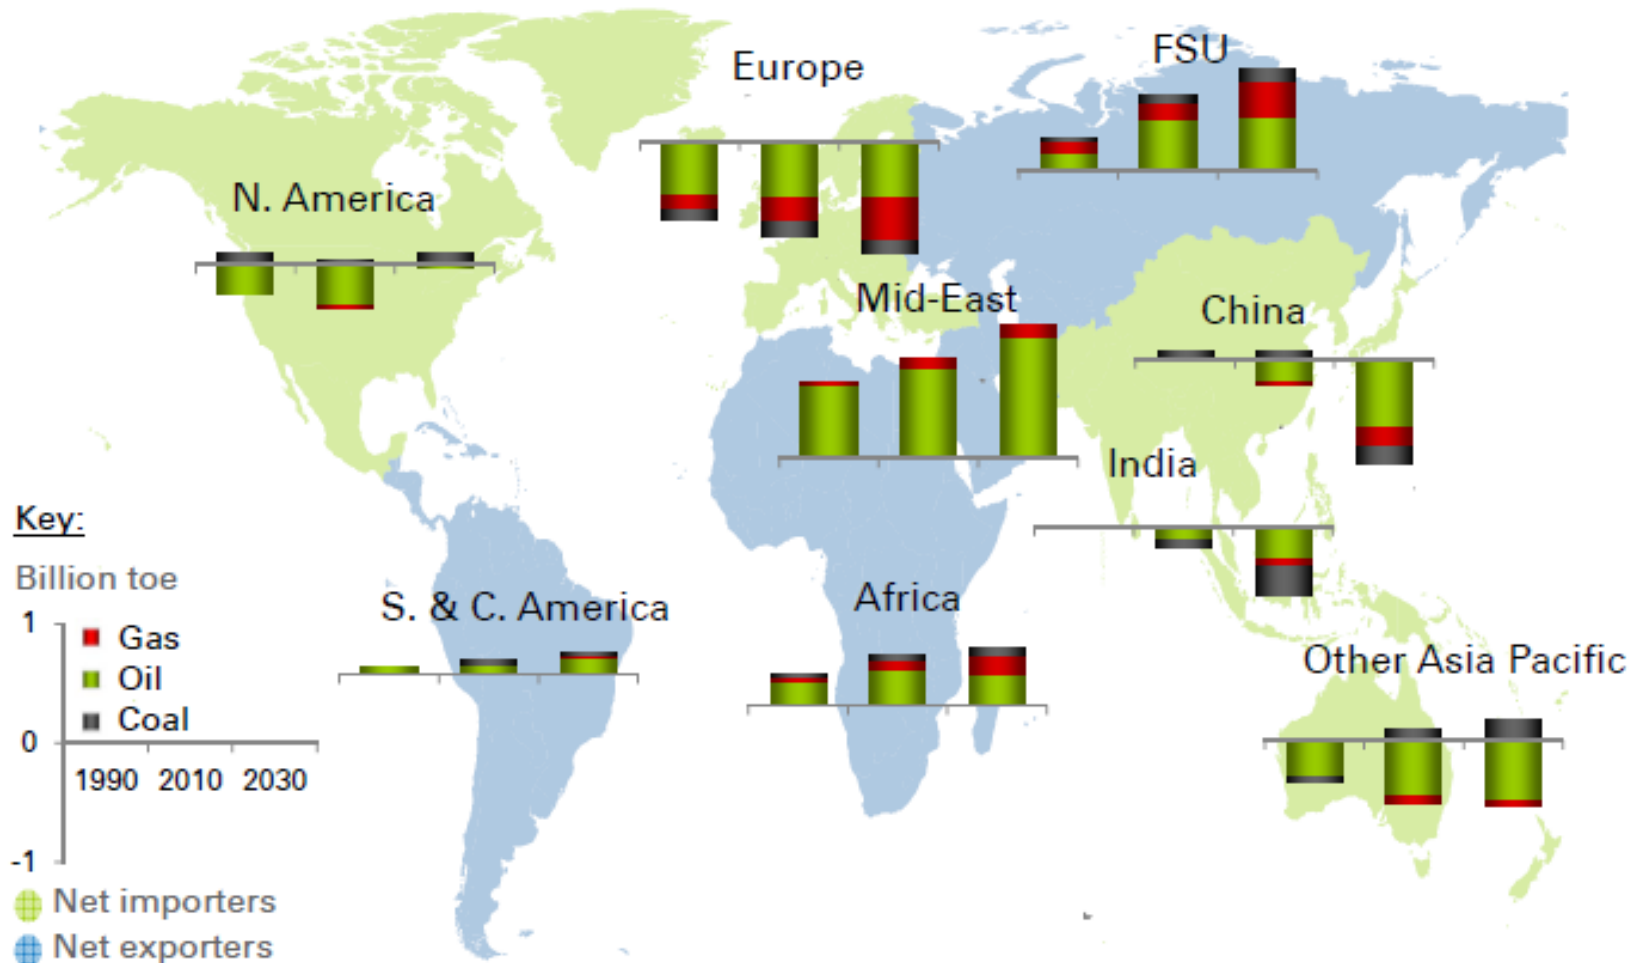 FSU
Europe
N. America
Mid-East
China
India
Key:
Billion toe
S. & C. America
Africa
1
Gas
Oil
Other Asia Pacific
Coal
0
1990 2010 2030
-1
Net importers
Net exporters